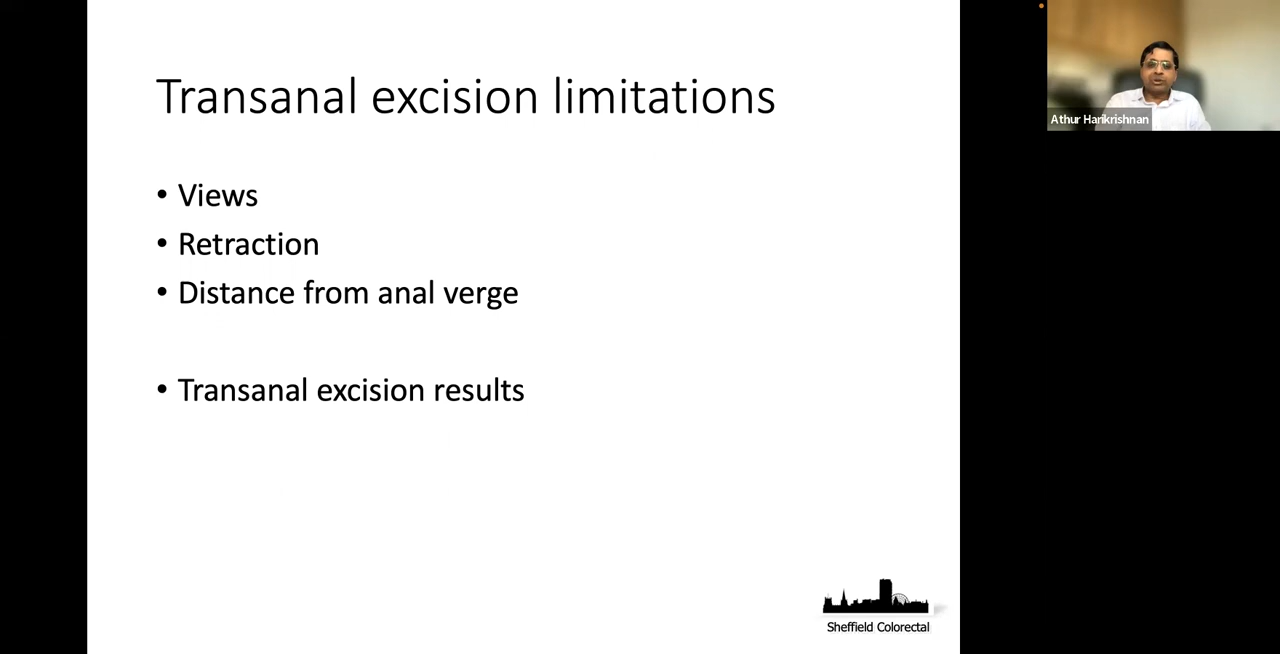 Transanal excision limitations
• Views
• Retraction
• Distance from anal verge
• Transanal excision results
Sheffield Colorectal
Athur Harikrishnan